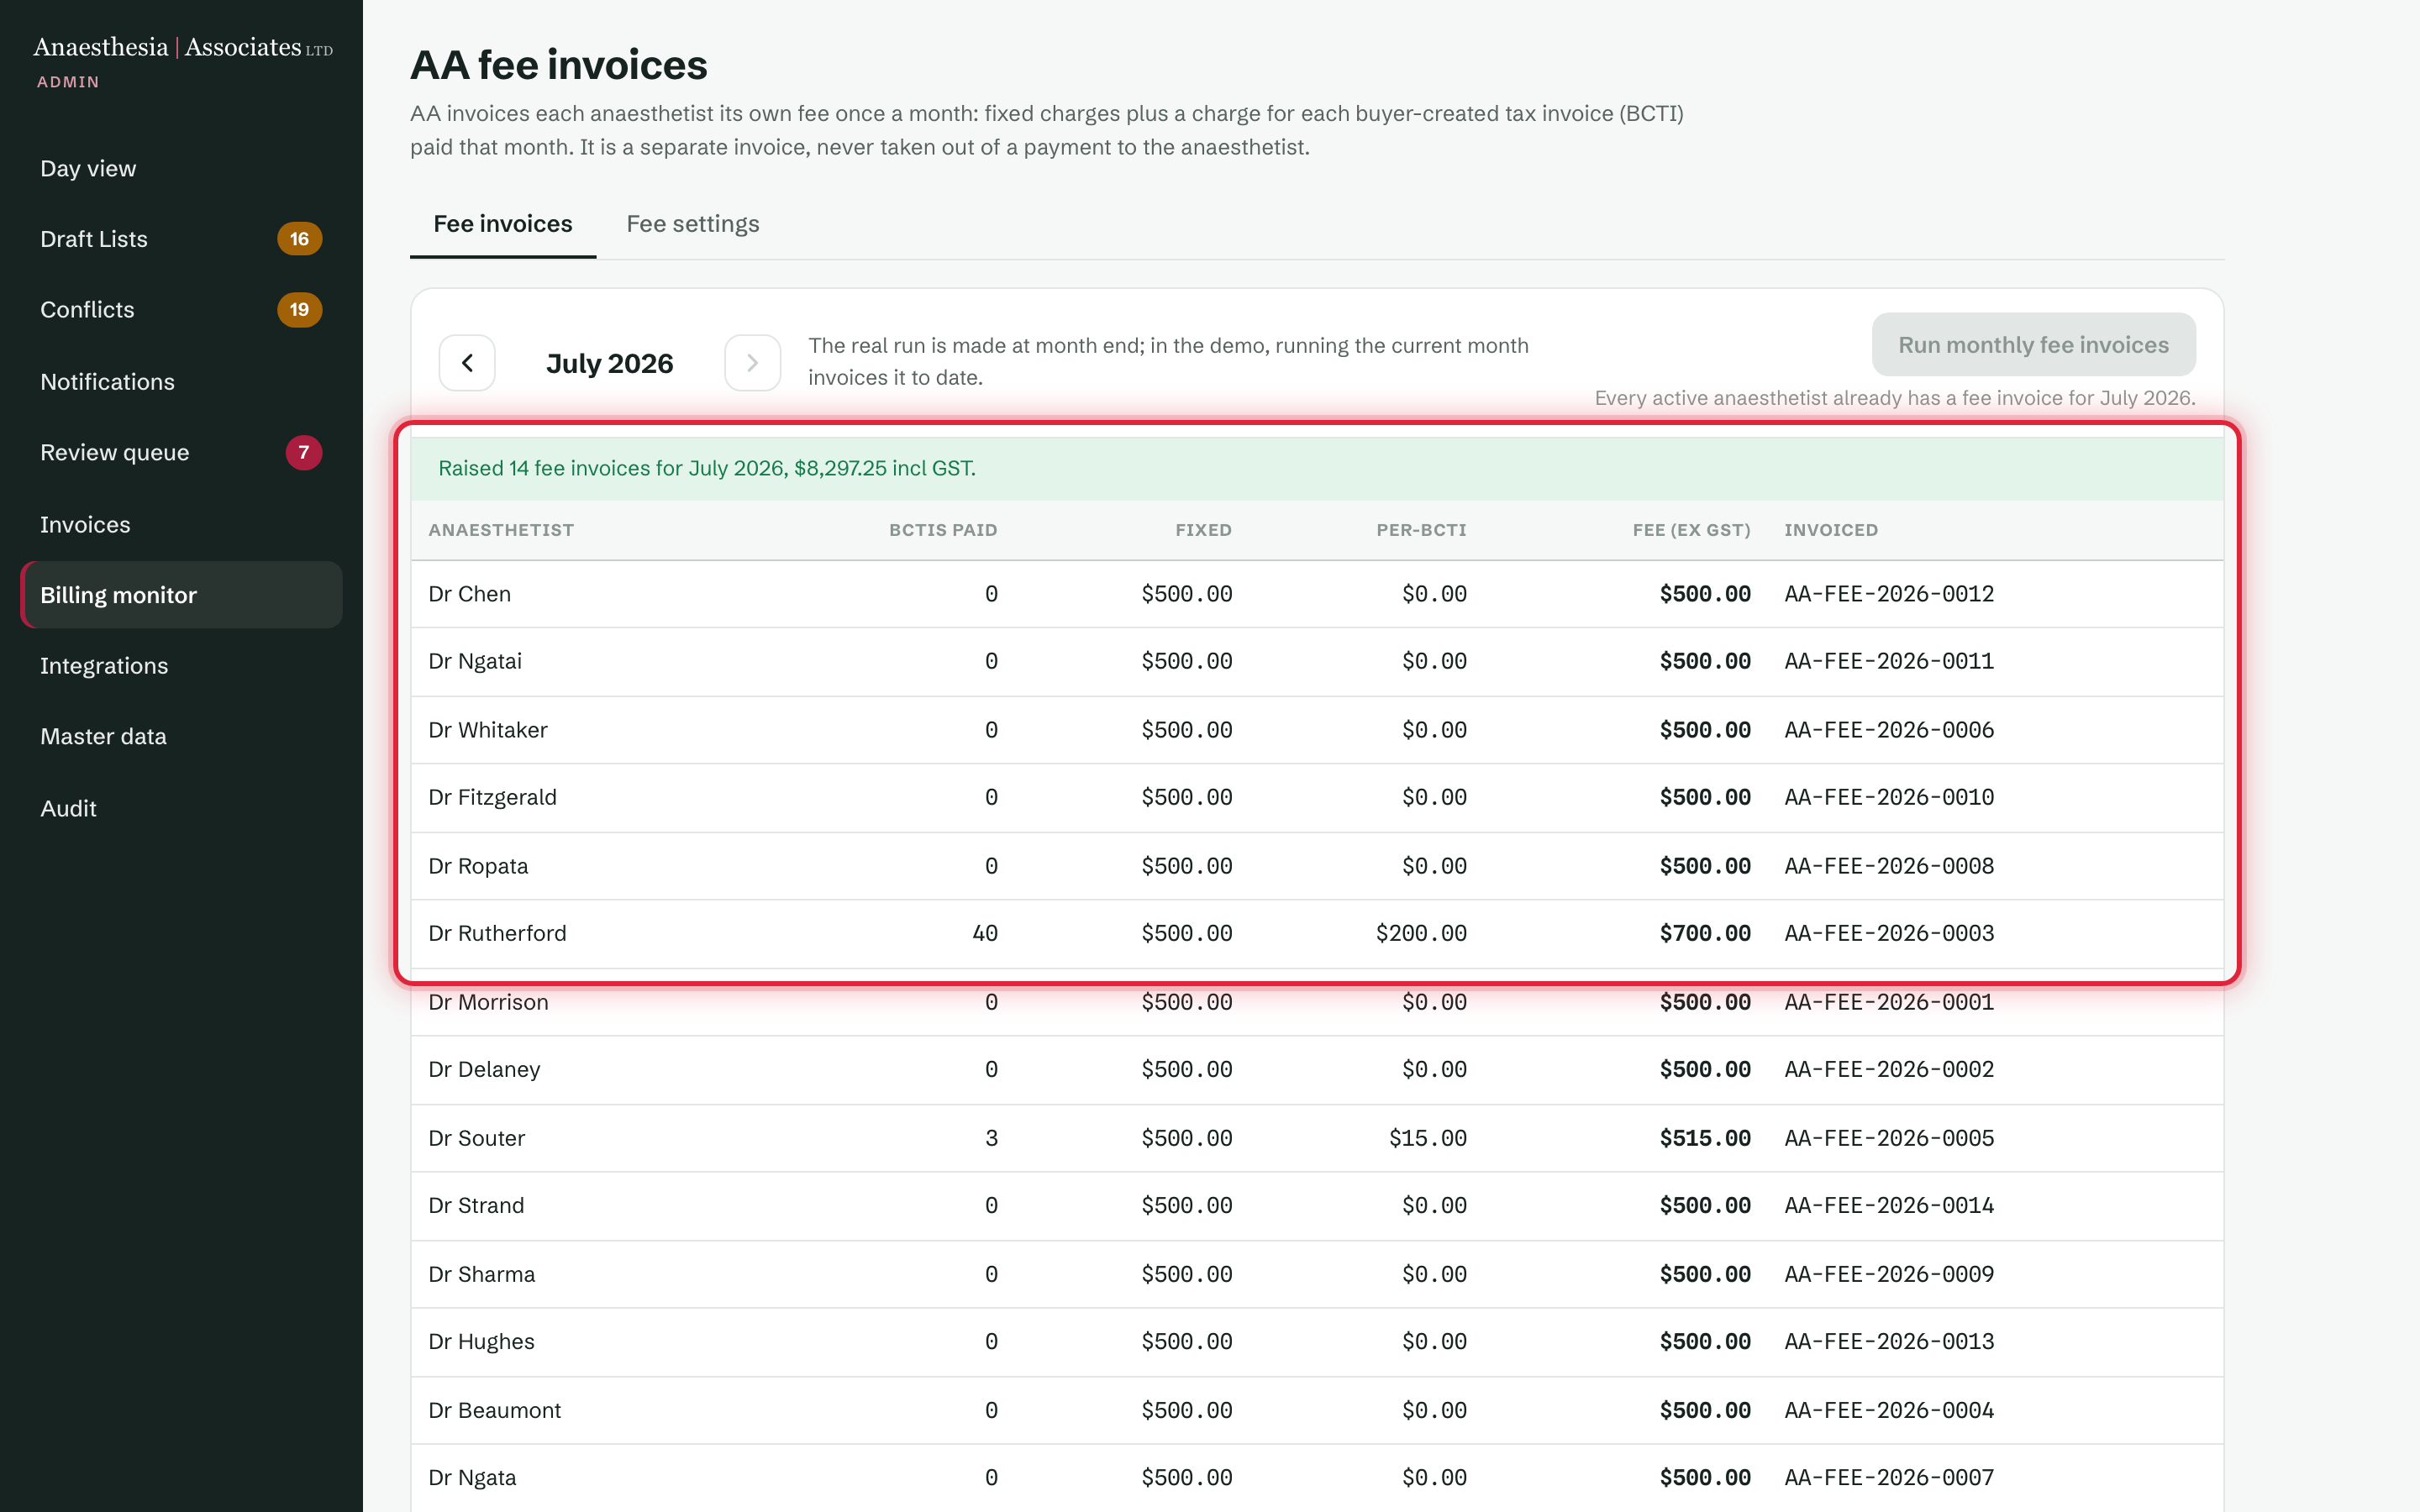 Anaesthesia | Associates LTD
ADMIN
Day view
Draft Lists 16
Conflicts 19
Notifications
Review queue 7
Invoices
Billing monitor
Integrations
Master data
Audit
AA fee invoices
AA invoices each anaesthetist its own fee once a month: fixed charges plus a charge for each buyer-created tax invoice (BCTI)
paid that month. It is a separate invoice, never taken out of a payment to the anaesthetist.
Fee invoices Fee settings
July 2026
The real run is made at month end; in the demo, running the current month
invoices it to date.
Run monthly fee invoices
Every active anaesthetist already has a fee invoice for July 2026.
Raised 14 fee invoices for July 2026, $8,297.25 incl GST.
ANAESTHETIST BCTIS PAID FIXED PER-BCTI FEE (EX GST) INVOICED
Dr Chen 0 $500.00 $0.00 $500.00 AA-FEE-2026-0012
Dr Ngatai 0 $500.00 $0.00 $500.00 AA-FEE-2026-0011
Dr Whitaker 0 $500.00 $0.00 $500.00 AA-FEE-2026-0006
Dr Fitzgerald 0 $500.00 $0.00 $500.00 AA-FEE-2026-0010
Dr Ropata 0 $500.00 $0.00 $500.00 AA-FEE-2026-0008
Dr Rutherford 40 $500.00 $200.00 $700.00 AA-FEE-2026-0003
Dr Morrison 0 $500.00 $0.00 $500.00 AA-FEE-2026-0001
Dr Delaney 0 $500.00 $0.00 $500.00 AA-FEE-2026-0002
Dr Souter 3 $500.00 $15.00 $515.00 AA-FEE-2026-0005
Dr Strand 0 $500.00 $0.00 $500.00 AA-FEE-2026-0014
Dr Sharma 0 $500.00 $0.00 $500.00 AA-FEE-2026-0009
Dr Hughes 0 $500.00 $0.00 $500.00 AA-FEE-2026-0013
Dr Beaumont 0 $500.00 $0.00 $500.00 AA-FEE-2026-0004
Dr Ngata 0 $500.00 $0.00 $500.00 AA-FEE-2026-0007